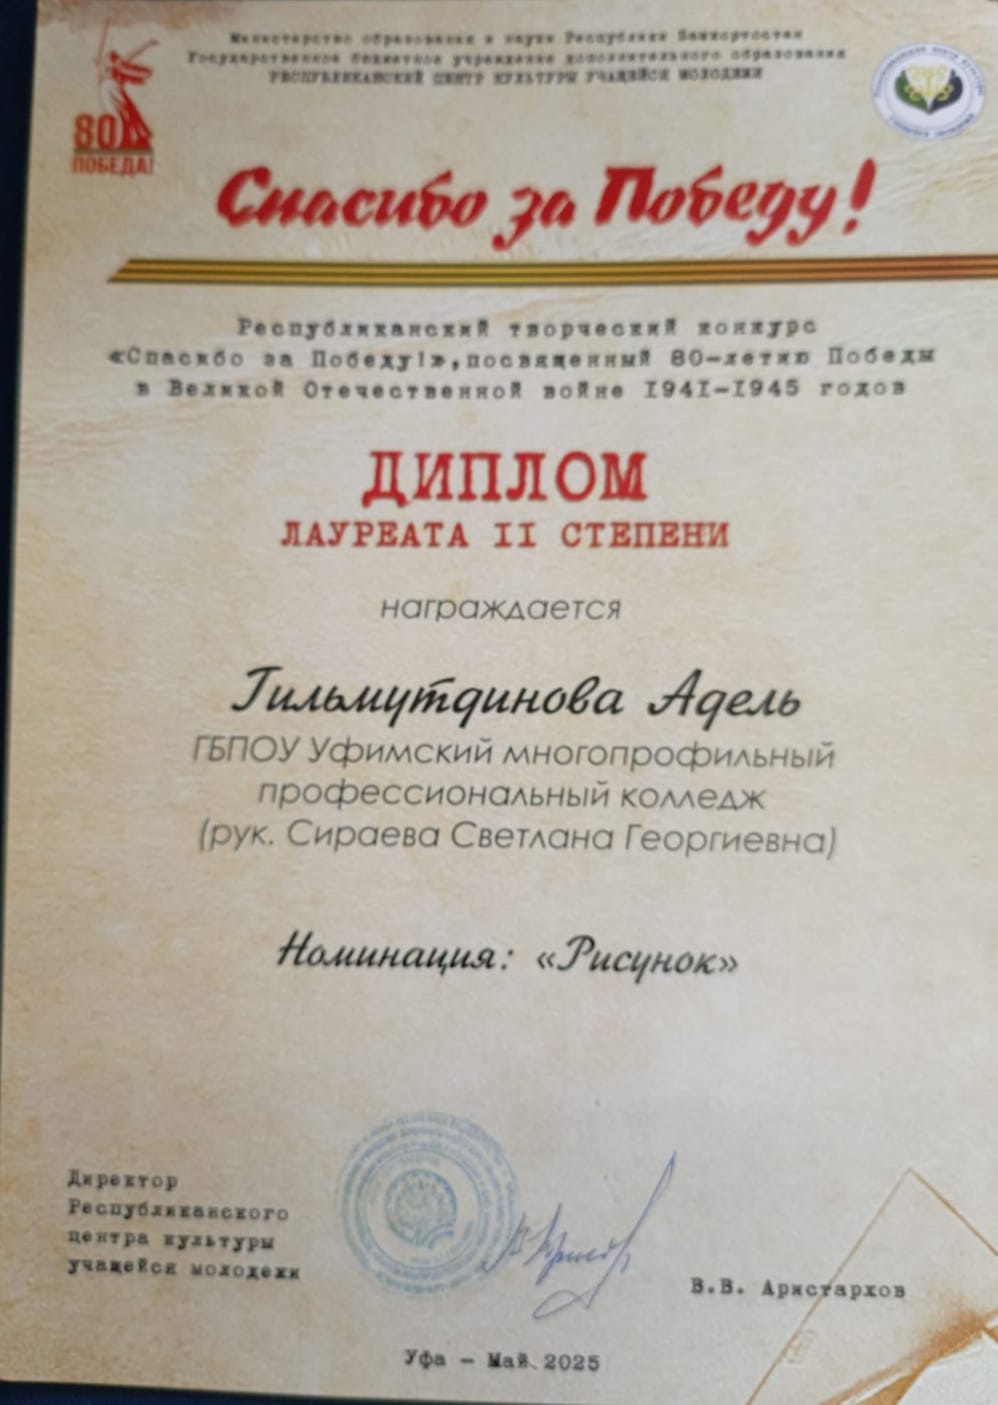 Министерство образования и науки Республики Башкортостан
Государственное бюджетное учреждение дополнительного образования
РЕСПУБЛИКАНСКИЙ ЦЕНТР КУЛЬТУРЫ УЧАЩЕЙСЯ МОЛОДЕЖИ
80
ПОБЕДА!
Спасибо за Победу!
Республиканский творческий конкурс
«Спасибо за Победу!», посвященный 80-летию Победы
в Великой Отечественной войне 1941-1945 годов
ДИПЛОМ
ЛАУРЕАТА II СТЕПЕНИ
награждается
Гильмутдинова Адель
ГБПОУ Уфимский многопрофильный
профессиональный колледж
(рук. Сираева Светлана Георгиевна)
Номинация: «Рисунок»
Директор
Республиканского
центра культуры
учащейся молодежи
В.В. Аристархов
Уфа - Май 2025